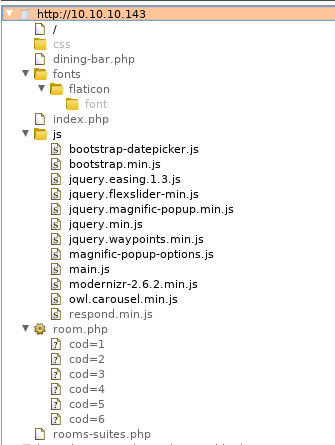 http://10.10.10.143
/
css
dining-bar.php
fonts
flaticon
font
index.php
js
bootstrap-datepicker.js
bootstrap.min.js
jquery.easing.1.3.js
jquery.flexslider-min.js
jquery.magnific-popup.min.js
jquery.min.js
jquery.waypoints.min.js
magnific-popup-options.js
main.js
modernizr-2.6.2.min.js
owl.carousel.min.js
respond.min.js
room.php
cod=1
cod=2
cod=3
cod=4
cod=5
cod=6
rooms-suites.php